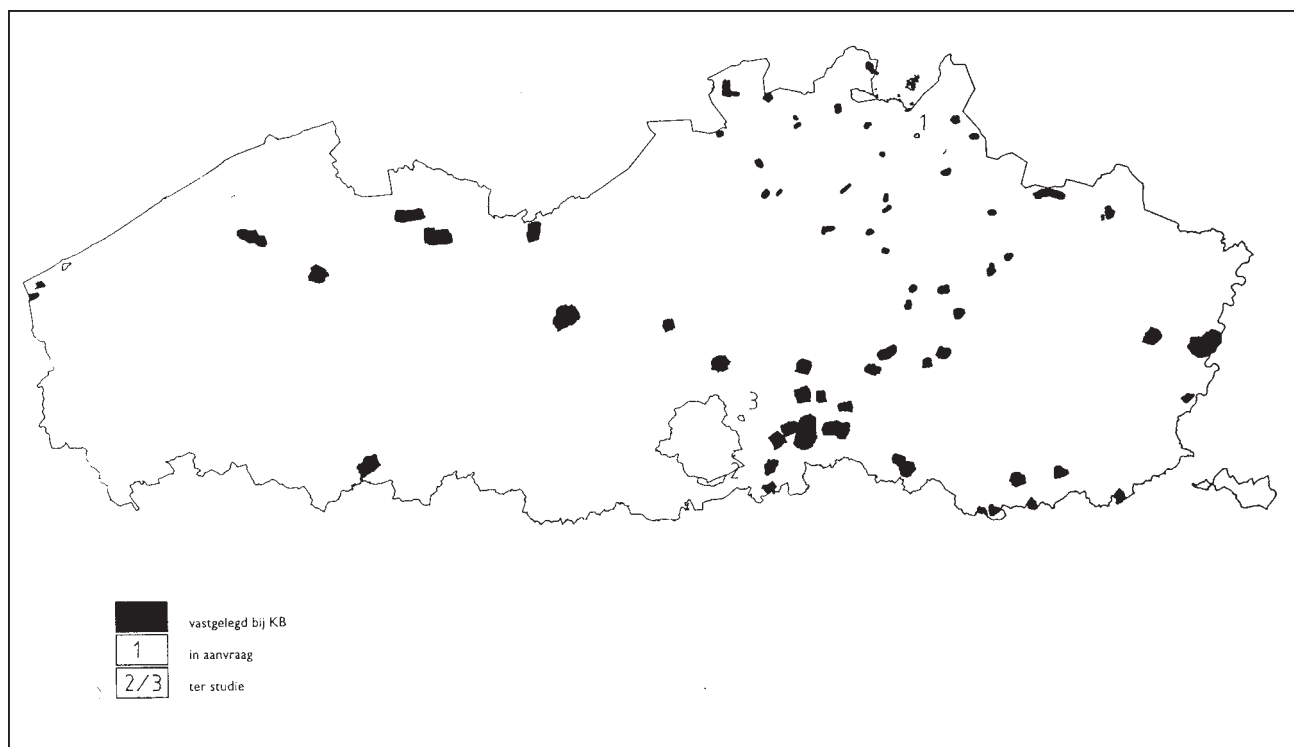 1
3
vastgelegd bij KB
1 in aanvraag
2/3 ter studie